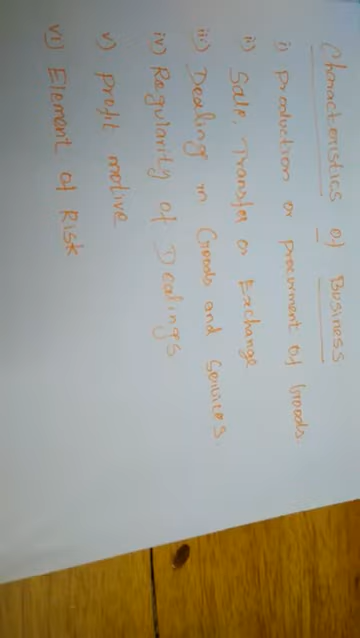 Characteristics of Business
i) Production or procurment of Goods.
ii) Sale, Transfer or Exchange
iii) Dealing in Goods and Services.
iv) Regularity of Dealings
v) Profit motive
vi) Element of Risk